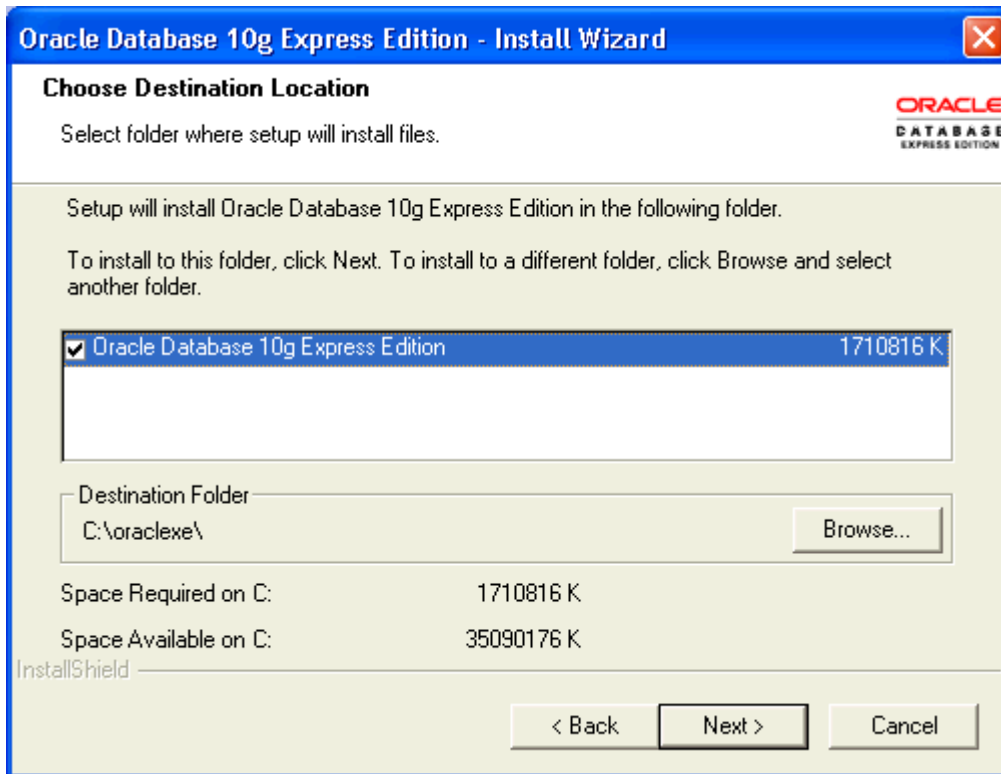 Oracle Database 10g Express Edition - Install Wizard
Choose Destination Location
Select folder where setup will install files.
ORACLE
DATABASE
EXPRESS EDITION
Setup will install Oracle Database 10g Express Edition in the following folder.
To install to this folder, click Next. To install to a different folder, click Browse and select
another folder.
Oracle Database 10g Express Edition 1710816 K
Destination Folder
C:\oraclexe\
Browse...
Space Required on C: 1710816 K
Space Available on C: 35090176 K
InstallShield
< Back Next > Cancel